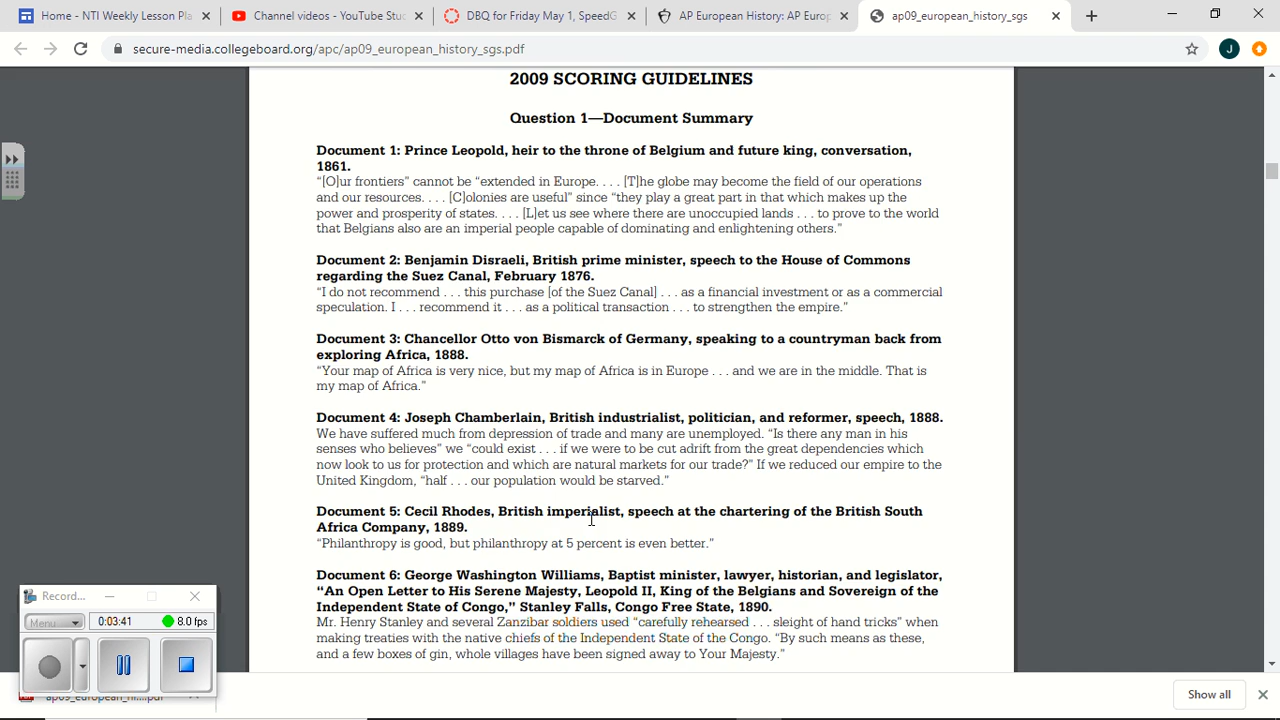 Home - NTI Weekly Lesson Pla
Channel videos - YouTube Stu
DBQ for Friday May 1, SpeedG
AP European History: AP Europ
ap09_european_history_sgs
secure-media.collegeboard.org/apc/ap09_european_history_sgs.pdf
J
2009 SCORING GUIDELINES
Question 1—Document Summary
Document 1: Prince Leopold, heir to the throne of Belgium and future king, conversation,
1861.
“[O]ur frontiers” cannot be “extended in Europe. . . . [T]he globe may become the field of our operations
and our resources. . . . [C]olonies are useful” since “they play a great part in that which makes up the
power and prosperity of states. . . . [L]et us see where there are unoccupied lands . . . to prove to the world
that Belgians also are an imperial people capable of dominating and enlightening others.”
Document 2: Benjamin Disraeli, British prime minister, speech to the House of Commons
regarding the Suez Canal, February 1876.
“I do not recommend . . . this purchase [of the Suez Canal] . . . as a financial investment or as a commercial
speculation. I . . . recommend it . . . as a political transaction . . . to strengthen the empire.”
Document 3: Chancellor Otto von Bismarck of Germany, speaking to a countryman back from
exploring Africa, 1888.
“Your map of Africa is very nice, but my map of Africa is in Europe . . . and we are in the middle. That is
my map of Africa.”
Document 4: Joseph Chamberlain, British industrialist, politician, and reformer, speech, 1888.
We have suffered much from depression of trade and many are unemployed. “Is there any man in his
senses who believes” we “could exist . . . if we were to be cut adrift from the great dependencies which
now look to us for protection and which are natural markets for our trade?” If we reduced our empire to the
United Kingdom, “half . . . our population would be starved.”
Document 5: Cecil Rhodes, British imperialist, speech at the chartering of the British South
Africa Company, 1889.
“Philanthropy is good, but philanthropy at 5 percent is even better.”
Document 6: George Washington Williams, Baptist minister, lawyer, historian, and legislator,
“An Open Letter to His Serene Majesty, Leopold II, King of the Belgians and Sovereign of the
Independent State of Congo,” Stanley Falls, Congo Free State, 1890.
Mr. Henry Stanley and several Zanzibar soldiers used “carefully rehearsed . . . sleight of hand tricks” when
making treaties with the native chiefs of the Independent State of the Congo. “By such means as these,
and a few boxes of gin, whole villages have been signed away to Your Majesty.”
Record...
Menu
0:03:41
8.0 fps
Show all